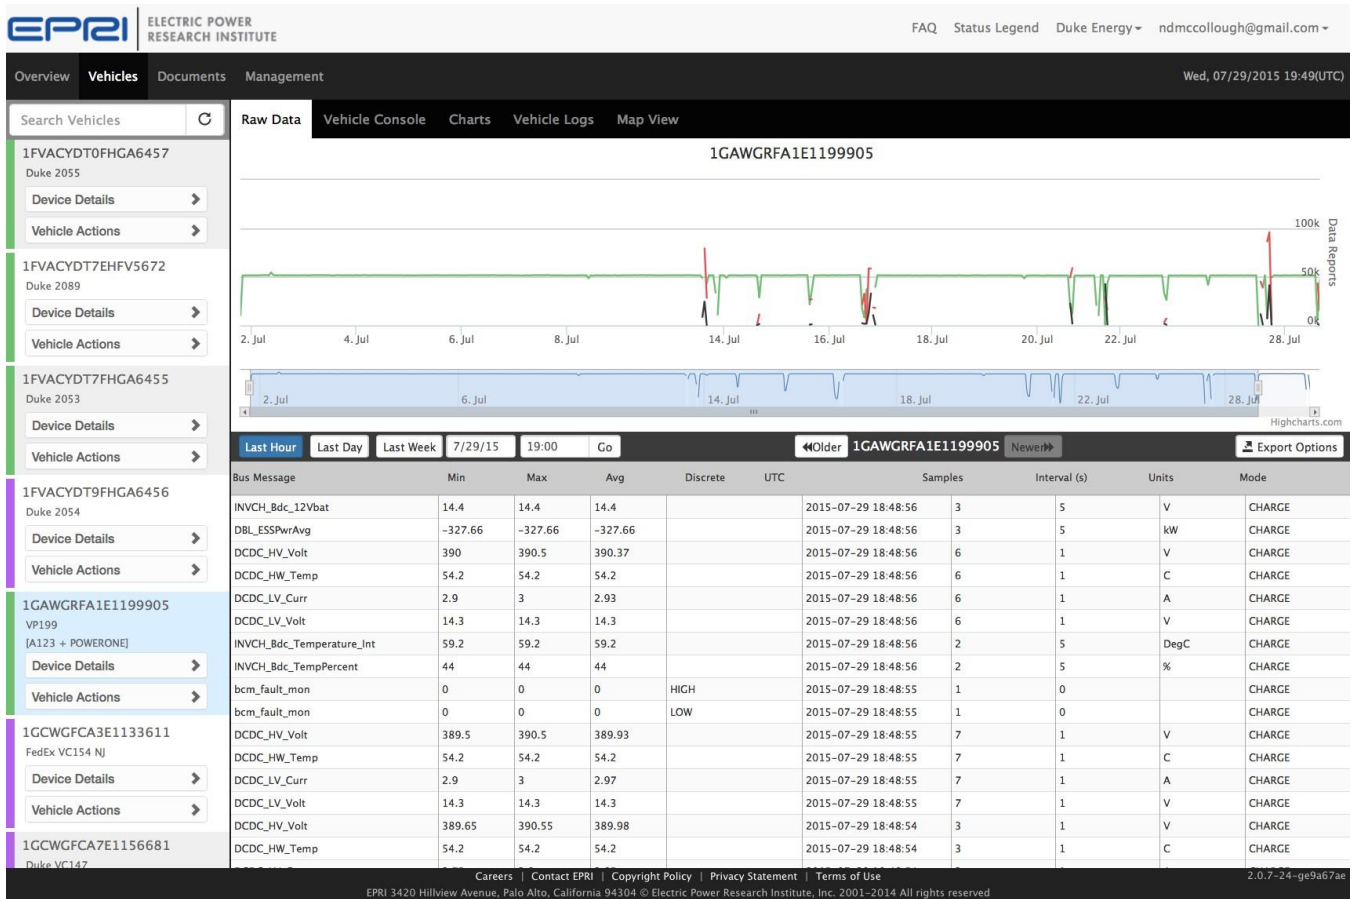 EPRI
ELECTRIC POWER
RESEARCH INSTITUTE
FAQ Status Legend Duke Energy ndmccollough@gmail.com
Overview Vehicles Documents Management Wed, 07/29/2015 19:49(UTC)
Search Vehicles
Raw Data Vehicle Console Charts Vehicle Logs Map View
1FVACYDT0FHGA6457
Duke 2055
Device Details
Vehicle Actions
1FVACYDT7EHFV5672
Duke 2089
Device Details
Vehicle Actions
1FVACYDT7FHGA6455
Duke 2053
Device Details
Vehicle Actions
1FVACYDT9FHGA6456
Duke 2054
Device Details
Vehicle Actions
1GAWGRFA1E1199905
VP199
[A123 + POWERONE]
Device Details
Vehicle Actions
1GCWGFCA3E1133611
FedEx VC154 NJ
Device Details
Vehicle Actions
1GCWGFCA7E1156681
Duke VC147
1GAWGRFA1E1199905
100k
50k
0k
Data Reports
2. Jul 4. Jul 6. Jul 8. Jul 14. Jul 16. Jul 18. Jul 20. Jul 22. Jul 28. Jul
2. Jul 6. Jul 14. Jul 18. Jul 22. Jul 28. Jul
Highcharts.com
Last Hour Last Day Last Week 7/29/15 19:00 Go Older 1GAWGRFA1E1199905 Newer Export Options
Bus Message Min Max Avg Discrete UTC Samples Interval (s) Units Mode
INVCH_Bdc_12Vbat 14.4 14.4 14.4 2015-07-29 18:48:56 3 5 V CHARGE
DBL_ESSPwrAvg -327.66 -327.66 -327.66 2015-07-29 18:48:56 3 5 kW CHARGE
DCDC_HV_Volt 390 390.5 390.37 2015-07-29 18:48:56 6 1 V CHARGE
DCDC_HW_Temp 54.2 54.2 54.2 2015-07-29 18:48:56 6 1 C CHARGE
DCDC_LV_Curr 2.9 3 2.93 2015-07-29 18:48:56 6 1 A CHARGE
DCDC_LV_Volt 14.3 14.3 14.3 2015-07-29 18:48:56 6 1 V CHARGE
INVCH_Bdc_Temperature_Int 59.2 59.2 59.2 2015-07-29 18:48:56 2 5 DegC CHARGE
INVCH_Bdc_TempPercent 44 44 44 2015-07-29 18:48:56 2 5 % CHARGE
bcm_fault_mon 0 0 0 HIGH 2015-07-29 18:48:55 1 0 CHARGE
bcm_fault_mon 0 0 0 LOW 2015-07-29 18:48:55 1 0 CHARGE
DCDC_HV_Volt 389.5 390.5 389.93 2015-07-29 18:48:55 7 1 V CHARGE
DCDC_HW_Temp 54.2 54.2 54.2 2015-07-29 18:48:55 7 1 C CHARGE
DCDC_LV_Curr 2.9 3 2.97 2015-07-29 18:48:55 7 1 A CHARGE
DCDC_LV_Volt 14.3 14.3 14.3 2015-07-29 18:48:55 7 1 V CHARGE
DCDC_HV_Volt 389.65 390.55 389.98 2015-07-29 18:48:54 3 1 V CHARGE
DCDC_HW_Temp 54.2 54.2 54.2 2015-07-29 18:48:54 3 1 C CHARGE
Careers | Contact EPRI | Copyright Policy | Privacy Statement | Terms of Use 2.0.7-24-ge9a67ae
EPRI 3420 Hillview Avenue, Palo Alto, California 94304 © Electric Power Research Institute, Inc. 2001-2014 All rights reserved